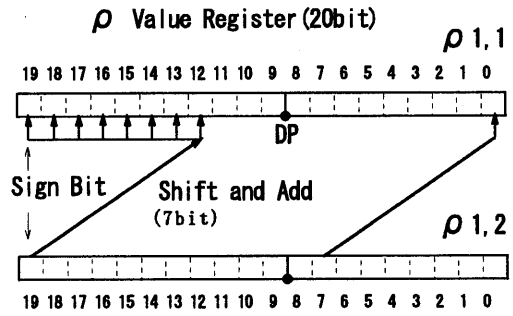 ρ Value Register(20bit)
ρ 1,1
19 18 17 16 15 14 13 12 11 10 9 8 7 6 5 4 3 2 1 0
DP
Sign Bit
Shift and Add
(7bit)
ρ 1,2
19 18 17 16 15 14 13 12 11 10 9 8 7 6 5 4 3 2 1 0